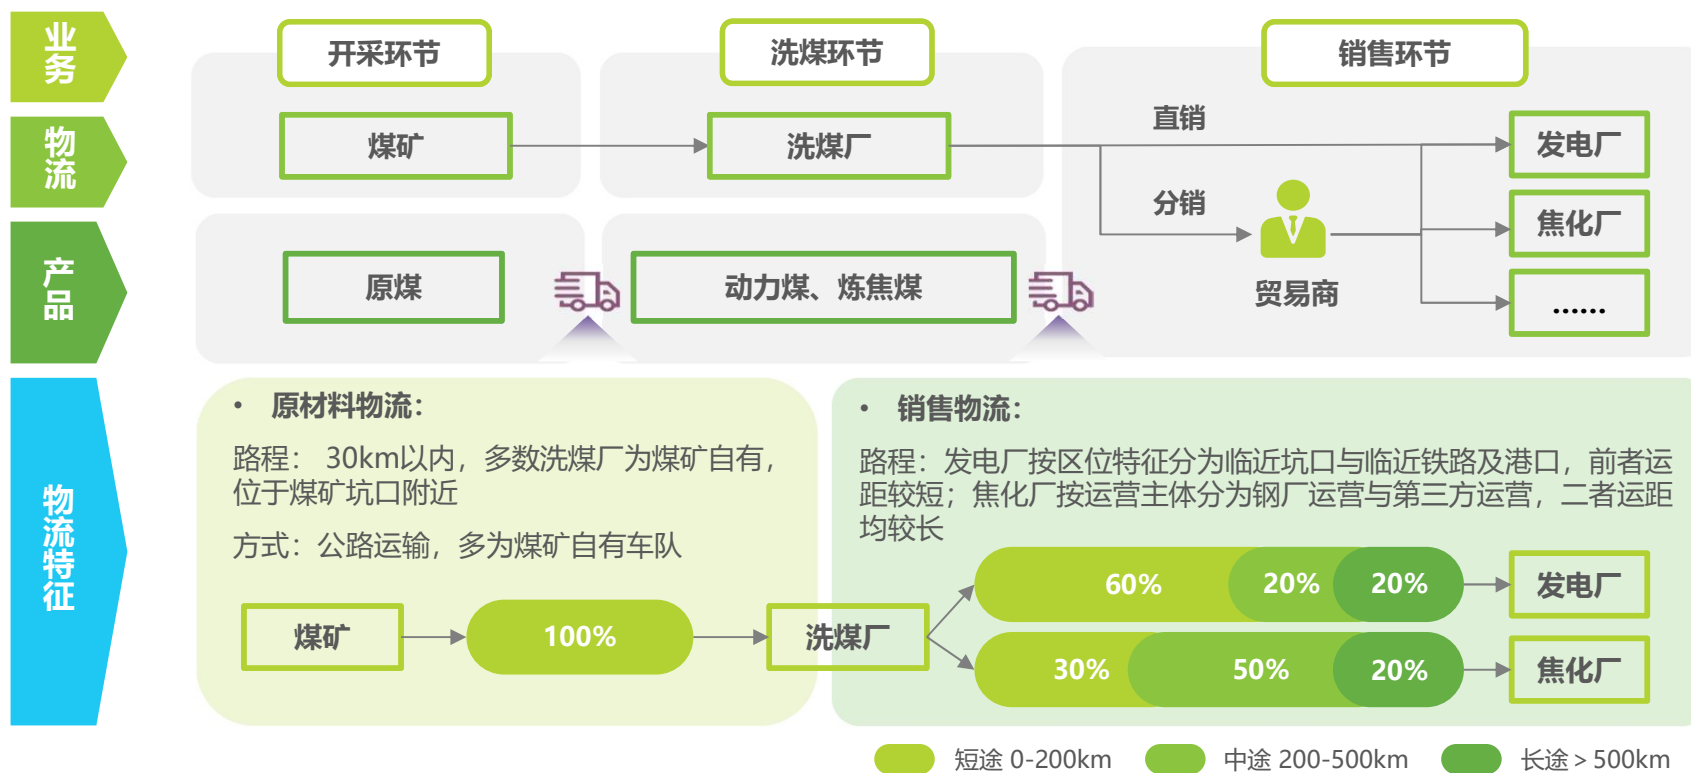 业务
开采环节
洗煤环节
销售环节
物流
煤矿
洗煤厂
直销
分销
贸易商
发电厂
焦化厂
……
产品
原煤
动力煤、炼焦煤
物流特征
• 原材料物流：
路程： 30km以内，多数洗煤厂为煤矿自有，
位于煤矿坑口附近
方式：公路运输，多为煤矿自有车队
煤矿
100%
洗煤厂
• 销售物流：
路程：发电厂按区位特征分为临近坑口与临近铁路及港口，前者运
距较短；焦化厂按运营主体分为钢厂运营与第三方运营，二者运距
均较长
60%
20%
20%
发电厂
30%
50%
20%
焦化厂
短途 0-200km
中途 200-500km
长途＞500km